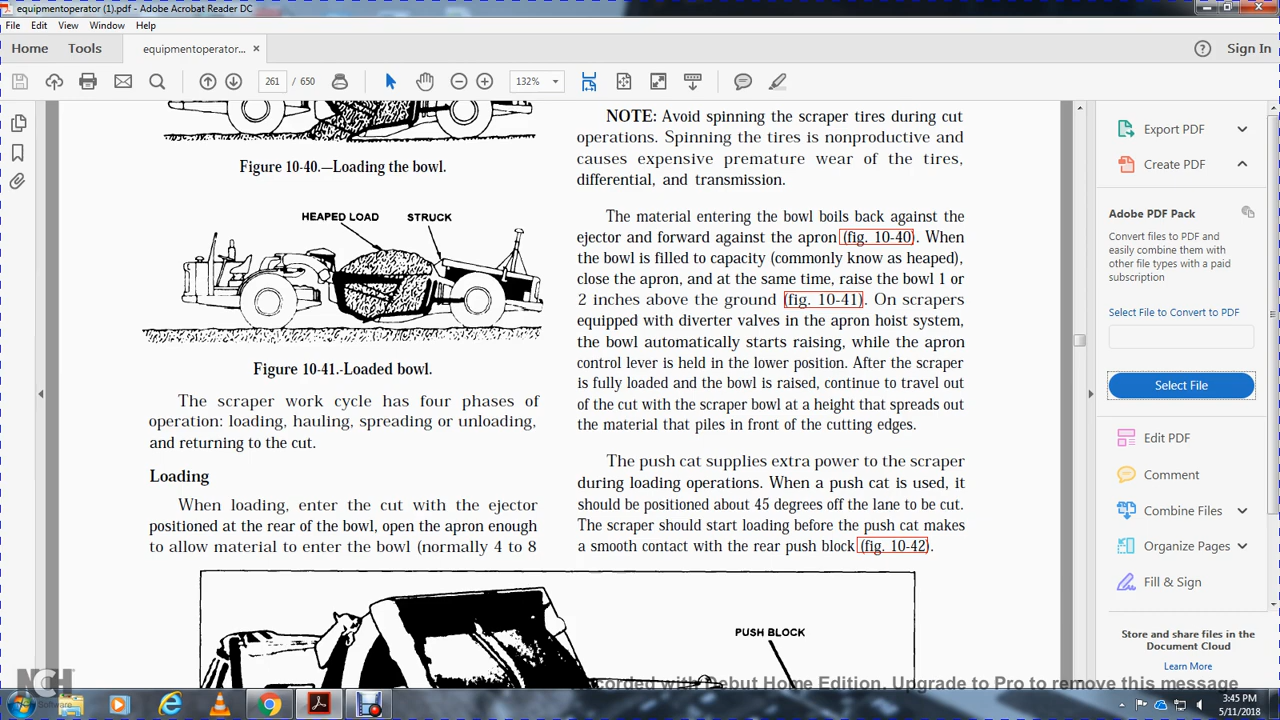 equipmentoperator (1).pdf - Adobe Acrobat Reader DC
File Edit View Window Help
Home Tools equipmentoperator... × Sign In
261 / 650 132%
Figure 10-40.—Loading the bowl.
HEAPED LOAD STRUCK
Figure 10-41.-Loaded bowl.
The scraper work cycle has four phases of
operation: loading, hauling, spreading or unloading,
and returning to the cut.
Loading
When loading, enter the cut with the ejector
positioned at the rear of the bowl, open the apron enough
to allow material to enter the bowl (normally 4 to 8
NOTE: Avoid spinning the scraper tires during cut
operations. Spinning the tires is nonproductive and
causes expensive premature wear of the tires,
differential, and transmission.
The material entering the bowl boils back against the
ejector and forward against the apron (fig. 10-40). When
the bowl is filled to capacity (commonly know as heaped),
close the apron, and at the same time, raise the bowl 1 or
2 inches above the ground (fig. 10-41). On scrapers
equipped with diverter valves in the apron hoist system,
the bowl automatically starts raising, while the apron
control lever is held in the lower position. After the scraper
is fully loaded and the bowl is raised, continue to travel out
of the cut with the scraper bowl at a height that spreads out
the material that piles in front of the cutting edges.
The push cat supplies extra power to the scraper
during loading operations. When a push cat is used, it
should be positioned about 45 degrees off the lane to be cut.
The scraper should start loading before the push cat makes
a smooth contact with the rear push block (fig. 10-42).
PUSH BLOCK
Export PDF
Create PDF
Adobe PDF Pack
Convert files to PDF and
easily combine them with
other file types with a paid
subscription
Select File to Convert to PDF
Select File
Edit PDF
Comment
Combine Files
Organize Pages
Fill & Sign
Store and share files in the
Document Cloud
Learn More
NCH
Software
corded with Debut Home Edition. Upgrade to Pro to remove this message
3:45 PM
5/11/2018